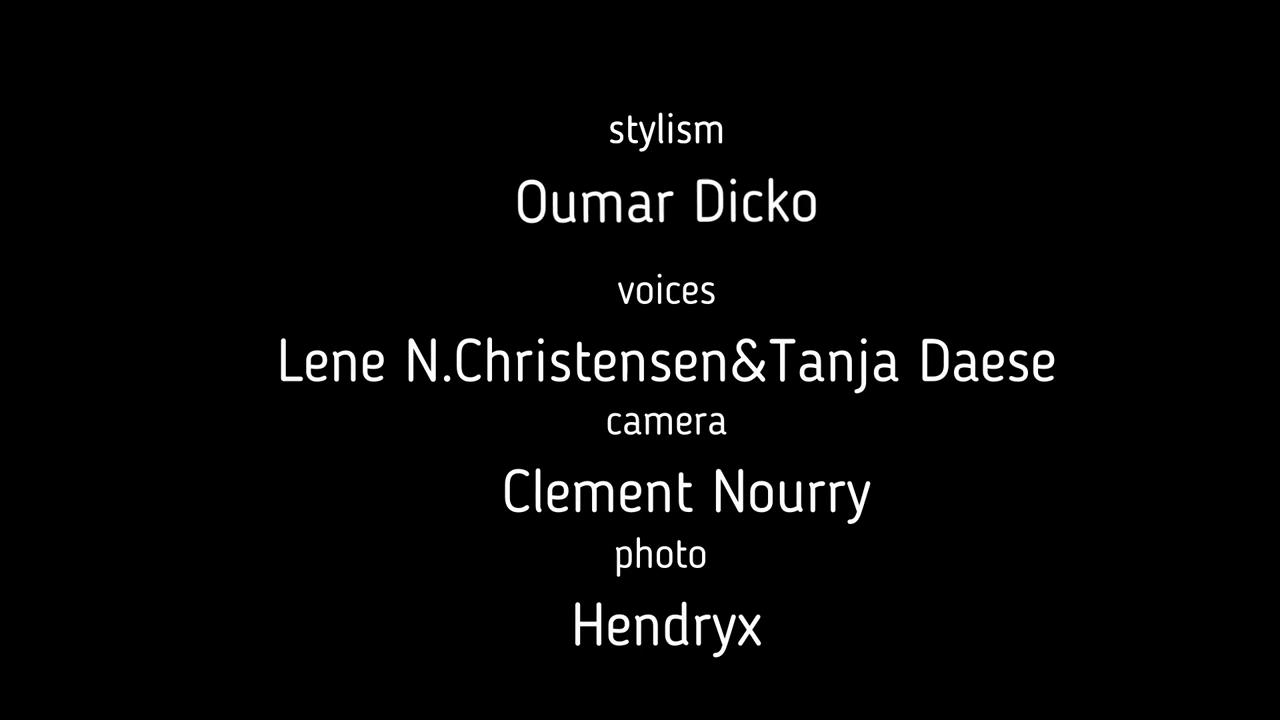 stylism
Oumar Dicko
voices
Lene N.Christensen&Tanja Daese
camera
Clement Nourry
photo
Hendryx